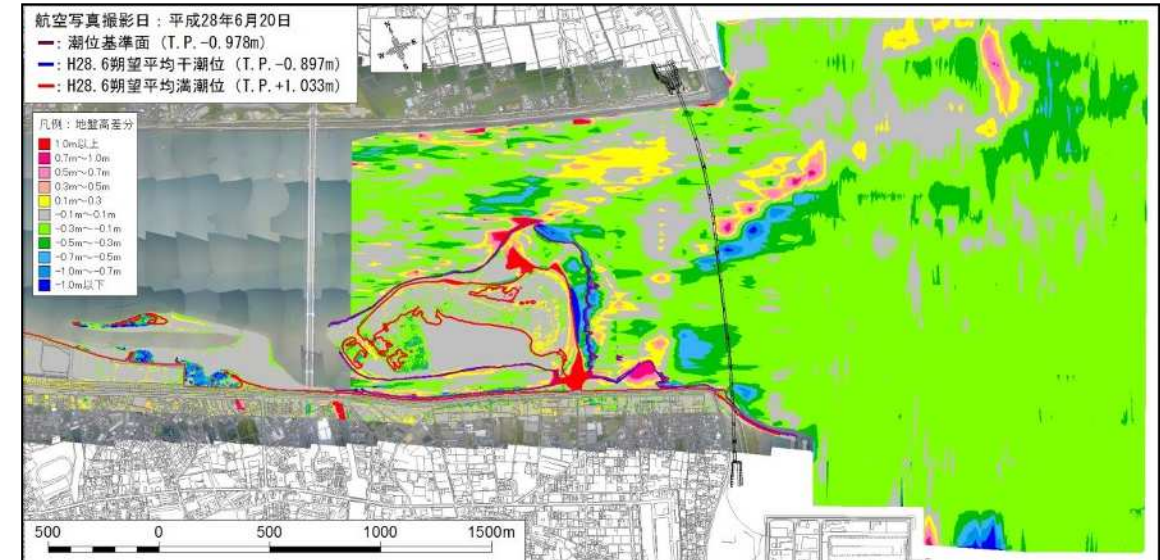 航空写真撮影日：平成28年6月20日
━：潮位基準面（T.P.-0.978m）
━：H28.6朔望平均干潮位（T.P.-0.897m）
━：H28.6朔望平均満潮位（T.P.+1.033m）
凡例：地盤高差分
1.0m以上
0.7m～1.0m
0.5m～0.7m
0.3m～0.5m
0.1m～0.3
-0.1m～0.1m
-0.3m～-0.1m
-0.5m～-0.3m
-0.7m～-0.5m
-1.0m～-0.7m
-1.0m以下
500 0 500 1000 1500m